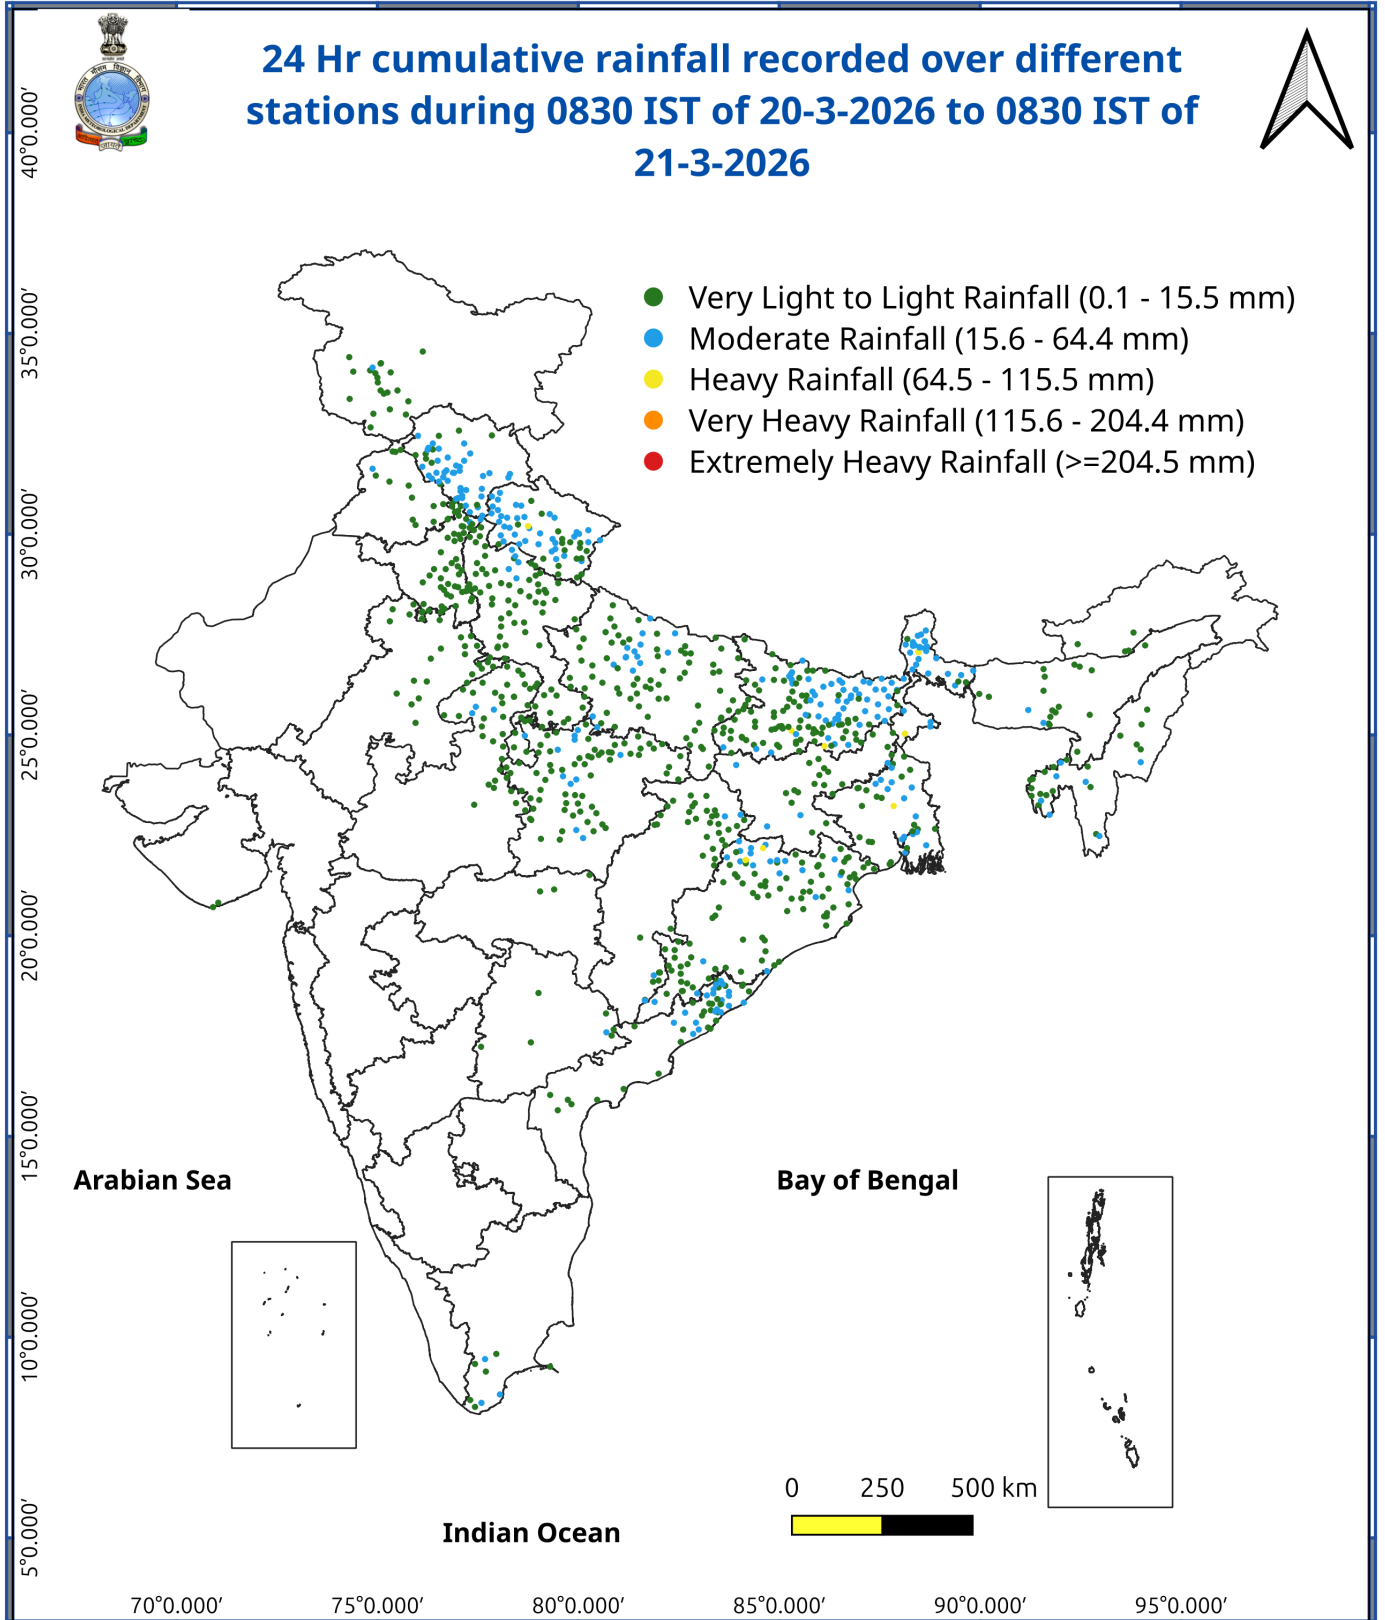 24 Hr cumulative rainfall recorded over different
stations during 0830 IST of 20-3-2026 to 0830 IST of
21-3-2026
Very Light to Light Rainfall (0.1 - 15.5 mm)
Moderate Rainfall (15.6 - 64.4 mm)
Heavy Rainfall (64.5 - 115.5 mm)
Very Heavy Rainfall (115.6 - 204.4 mm)
Extremely Heavy Rainfall (>=204.5 mm)
40°0.000′
35°0.000′
30°0.000′
25°0.000′
20°0.000′
15°0.000′
10°0.000′
5°0.000′
Arabian Sea
Bay of Bengal
Indian Ocean
0 250 500 km
70°0.000′ 75°0.000′ 80°0.000′ 85°0.000′ 90°0.000′ 95°0.000′